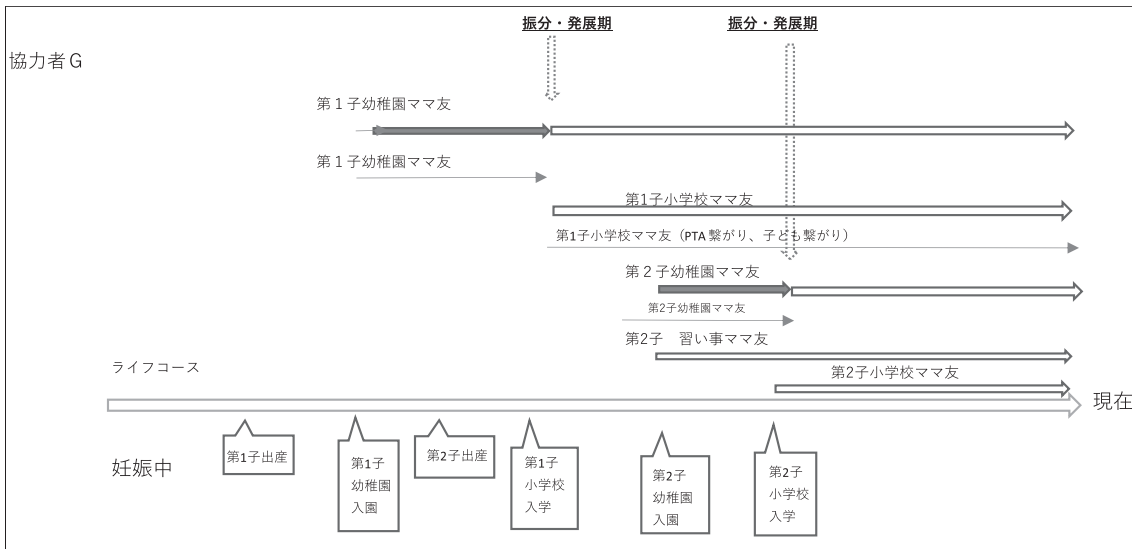 振分・発展期
振分・発展期
協力者G
第1子幼稚園ママ友
第1子幼稚園ママ友
第1子小学校ママ友
第1子小学校ママ友（PTA繋がり、子ども繋がり）
第2子幼稚園ママ友
第2子幼稚園ママ友
第2子　習い事ママ友
ライフコース
第2子小学校ママ友
現在
妊娠中
第1子出産
第1子
幼稚園
入園
第2子出産
第1子
小学校
入学
第2子
幼稚園
入園
第2子
小学校
入学